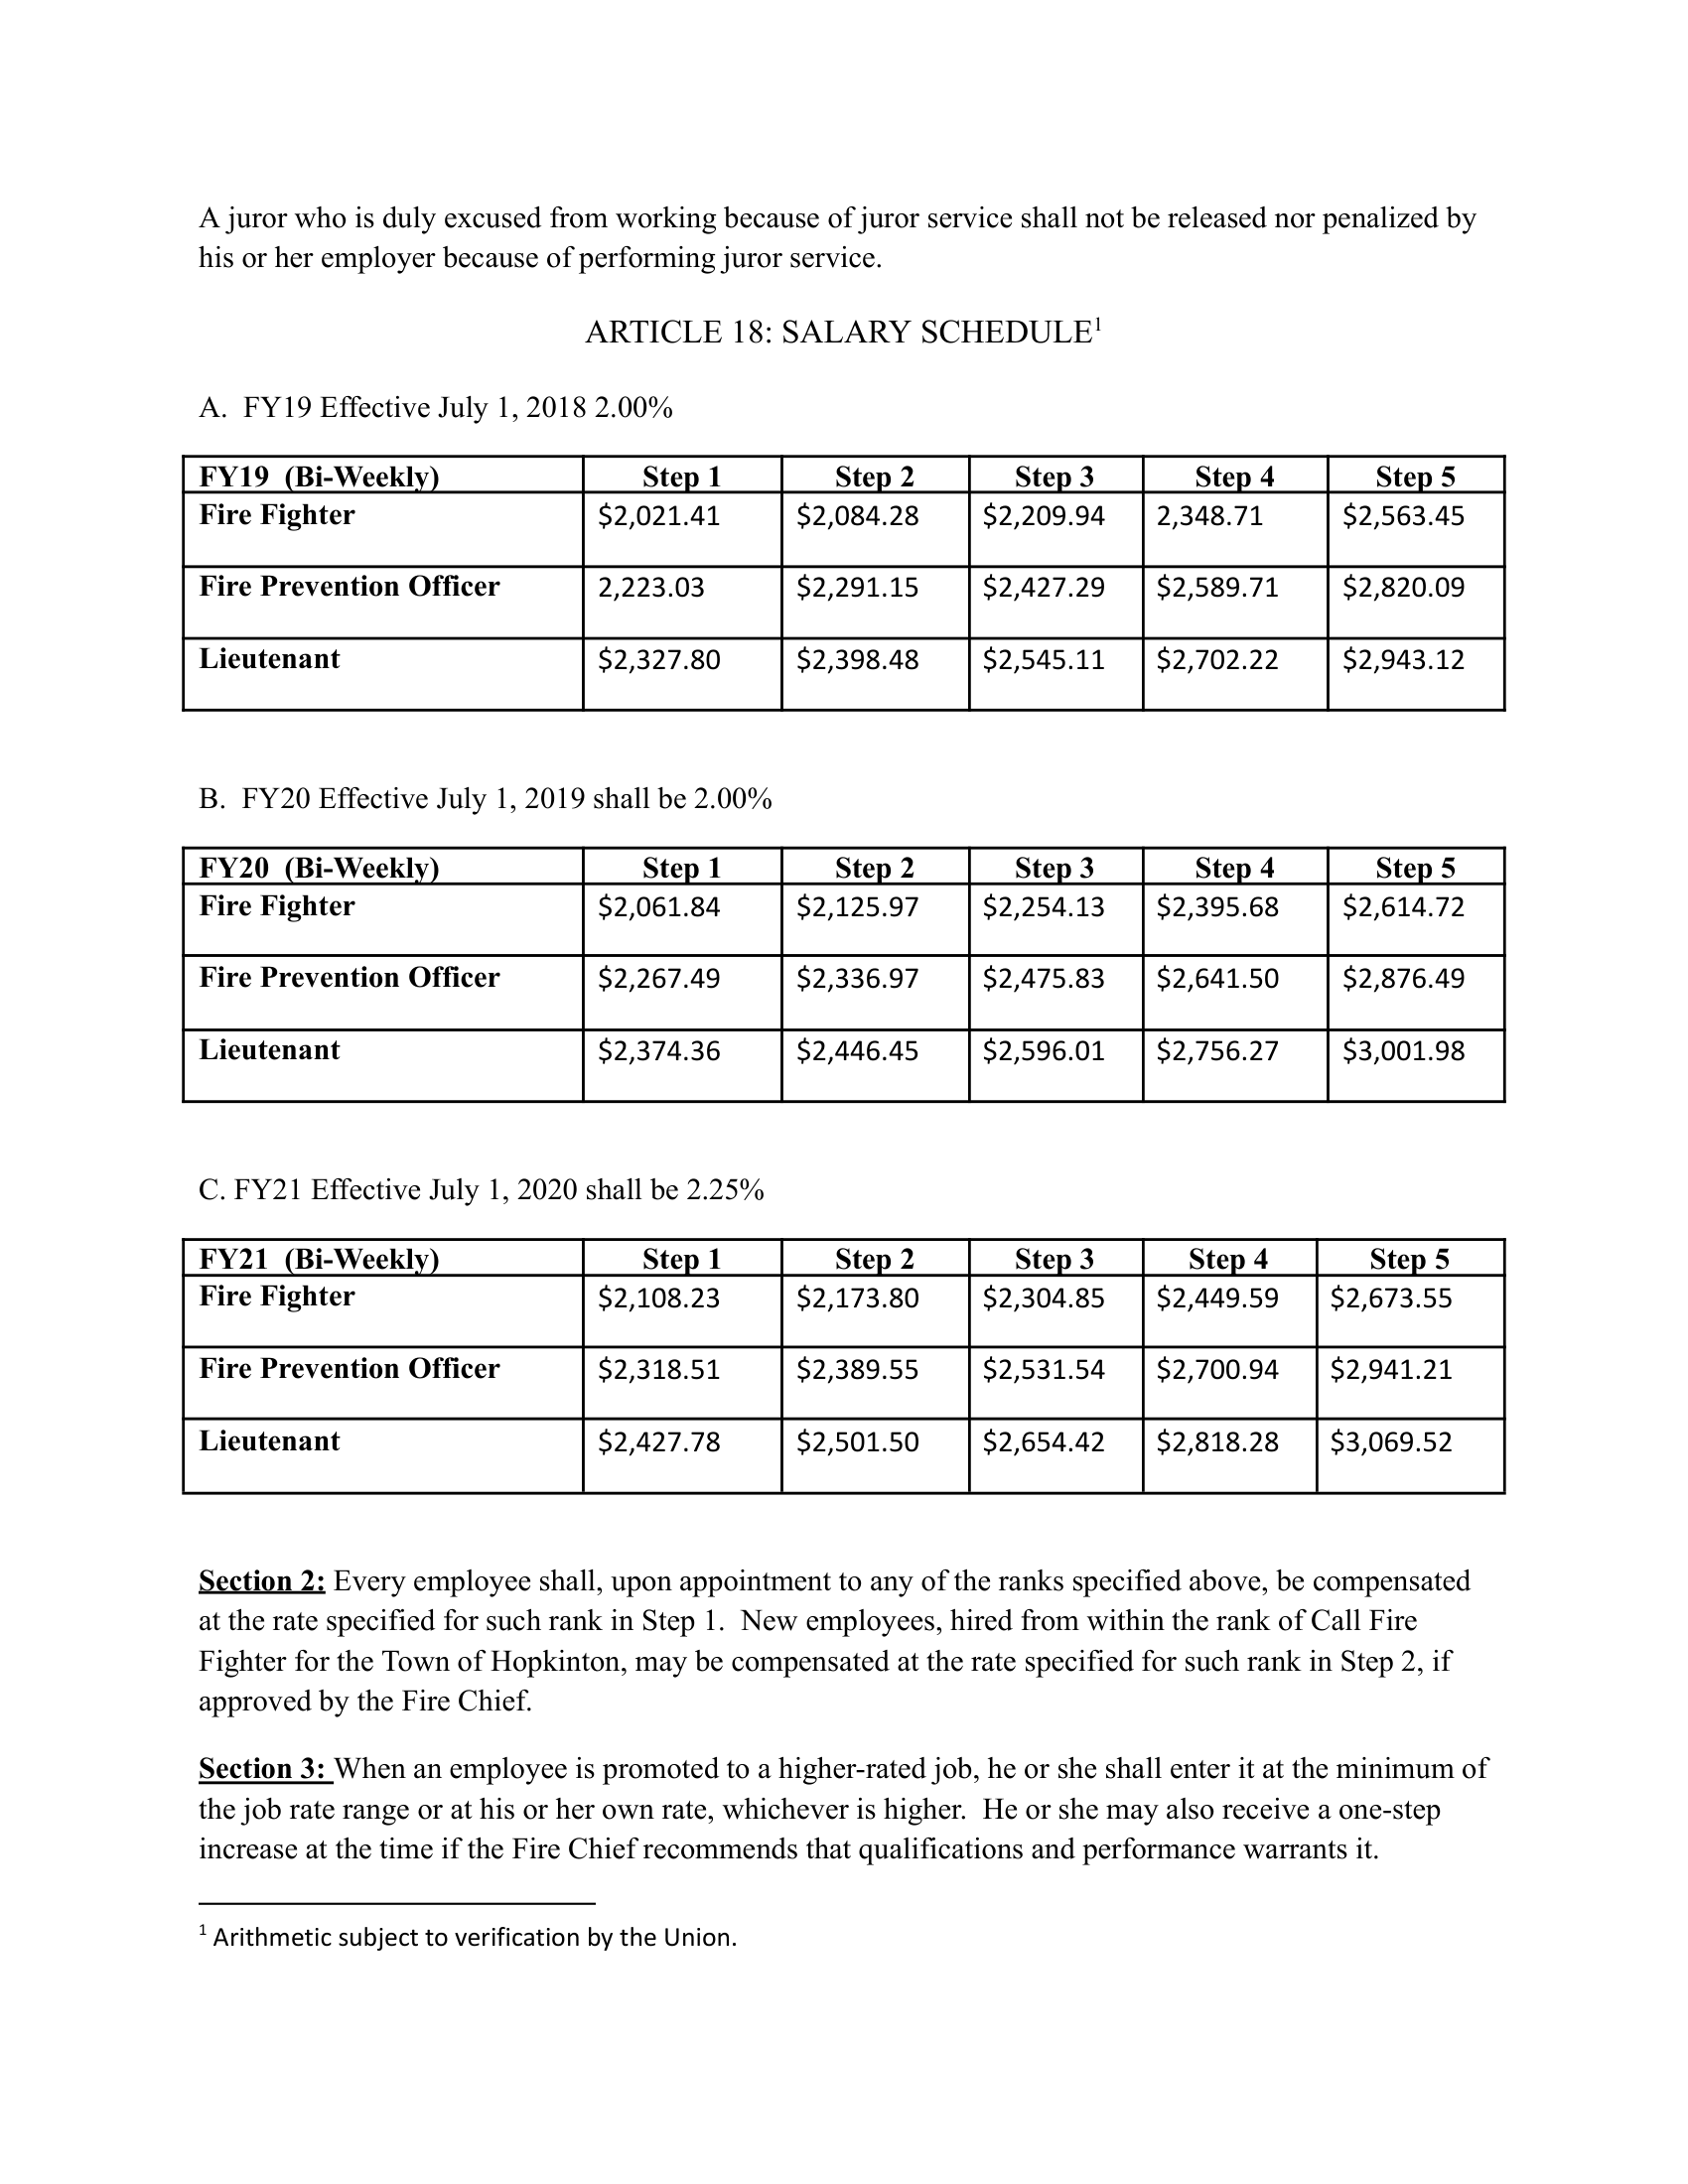 A juror who is duly excused from working because of juror service shall not be released nor penalized by
his or her employer because of performing juror service.
ARTICLE 18: SALARY SCHEDULE¹
A.  FY19 Effective July 1, 2018 2.00%
FY19  (Bi-Weekly) Step 1 Step 2 Step 3 Step 4 Step 5
Fire Fighter $2,021.41 $2,084.28 $2,209.94 2,348.71 $2,563.45
Fire Prevention Officer 2,223.03 $2,291.15 $2,427.29 $2,589.71 $2,820.09
Lieutenant $2,327.80 $2,398.48 $2,545.11 $2,702.22 $2,943.12
B.  FY20 Effective July 1, 2019 shall be 2.00%
FY20  (Bi-Weekly) Step 1 Step 2 Step 3 Step 4 Step 5
Fire Fighter $2,061.84 $2,125.97 $2,254.13 $2,395.68 $2,614.72
Fire Prevention Officer $2,267.49 $2,336.97 $2,475.83 $2,641.50 $2,876.49
Lieutenant $2,374.36 $2,446.45 $2,596.01 $2,756.27 $3,001.98
C. FY21 Effective July 1, 2020 shall be 2.25%
FY21  (Bi-Weekly) Step 1 Step 2 Step 3 Step 4 Step 5
Fire Fighter $2,108.23 $2,173.80 $2,304.85 $2,449.59 $2,673.55
Fire Prevention Officer $2,318.51 $2,389.55 $2,531.54 $2,700.94 $2,941.21
Lieutenant $2,427.78 $2,501.50 $2,654.42 $2,818.28 $3,069.52
Section 2: Every employee shall, upon appointment to any of the ranks specified above, be compensated
at the rate specified for such rank in Step 1.  New employees, hired from within the rank of Call Fire
Fighter for the Town of Hopkinton, may be compensated at the rate specified for such rank in Step 2, if
approved by the Fire Chief.
Section 3: When an employee is promoted to a higher-rated job, he or she shall enter it at the minimum of
the job rate range or at his or her own rate, whichever is higher.  He or she may also receive a one-step
increase at the time if the Fire Chief recommends that qualifications and performance warrants it.
¹ Arithmetic subject to verification by the Union.